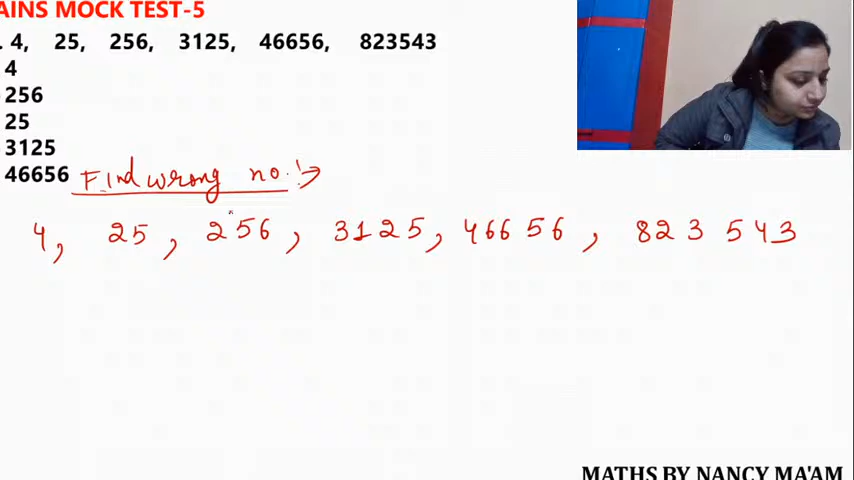 AINS MOCK TEST-5
. 4, 25, 256, 3125, 46656, 823543
4
256
25
3125
46656
Find wrong no. :→
4, 25, 256, 3125, 46656, 823543
MATHS BY NANCY MA'AM